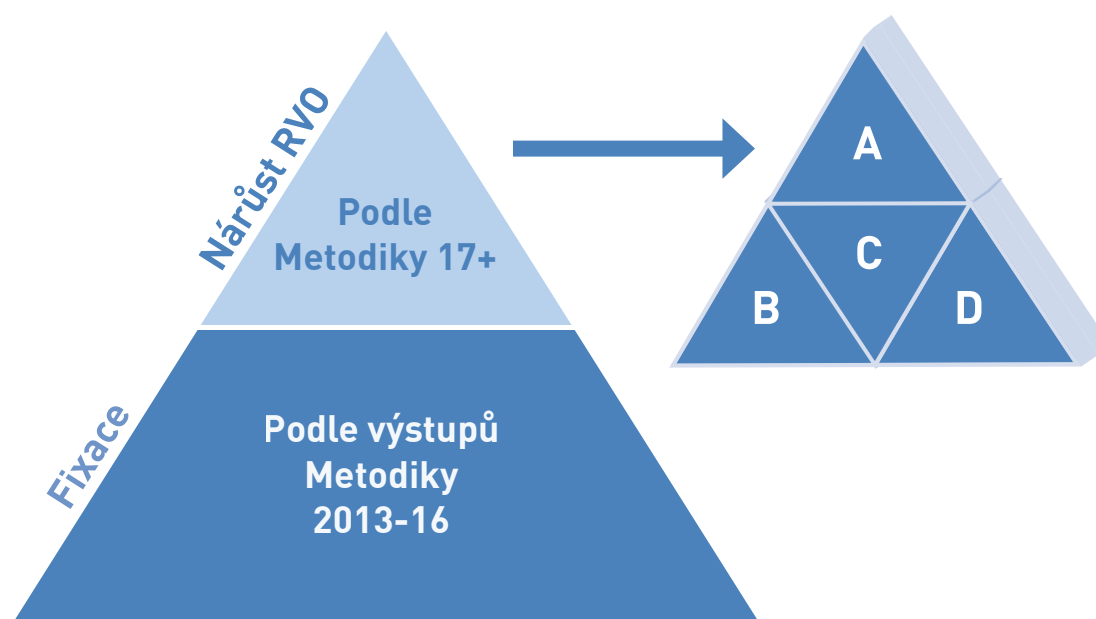 Nárůst RVO
Podle
Metodiky 17+
Fixace
Podle výstupů
Metodiky
2013-16
A
B
C
D